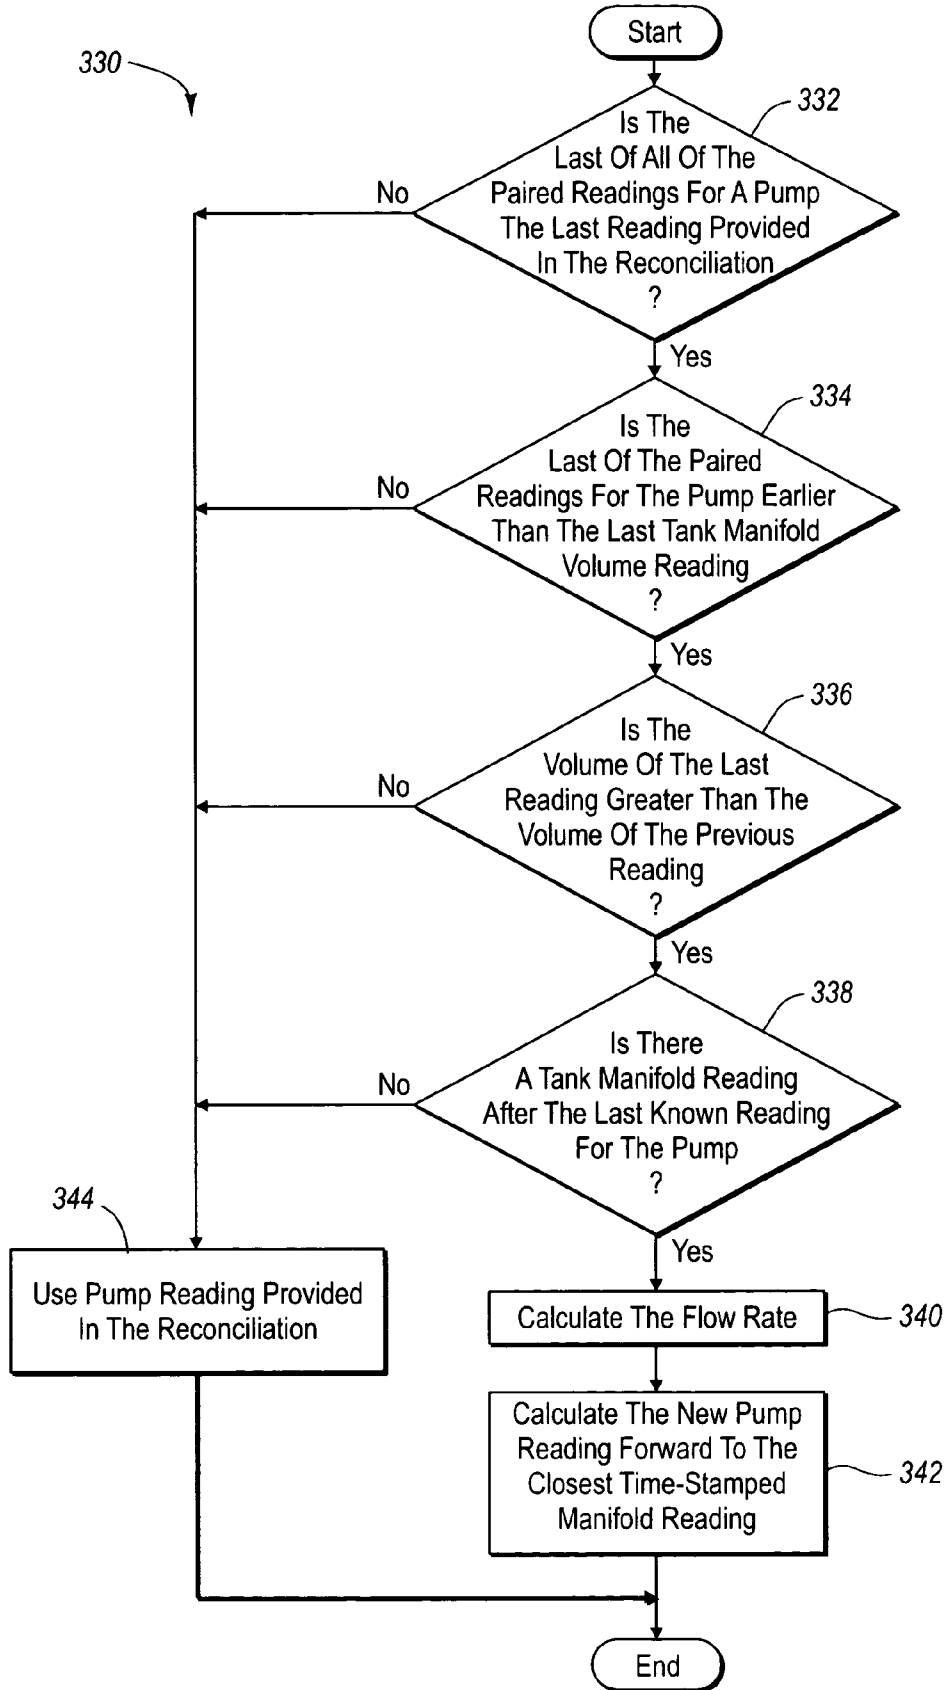 Start
330
332
Is The
Last Of All Of The
Paired Readings For A Pump
The Last Reading Provided
In The Reconciliation
?
No
Yes
334
Is The
Last Of The Paired
Readings For The Pump Earlier
Than The Last Tank Manifold
Volume Reading
?
No
Yes
336
Is The
Volume Of The Last
Reading Greater Than The
Volume Of The Previous
Reading
?
No
Yes
338
Is There
A Tank Manifold Reading
After The Last Known Reading
For The Pump
?
No
Yes
344
Use Pump Reading Provided
In The Reconciliation
Calculate The Flow Rate
340
Calculate The New Pump
Reading Forward To The
Closest Time-Stamped
Manifold Reading
342
End